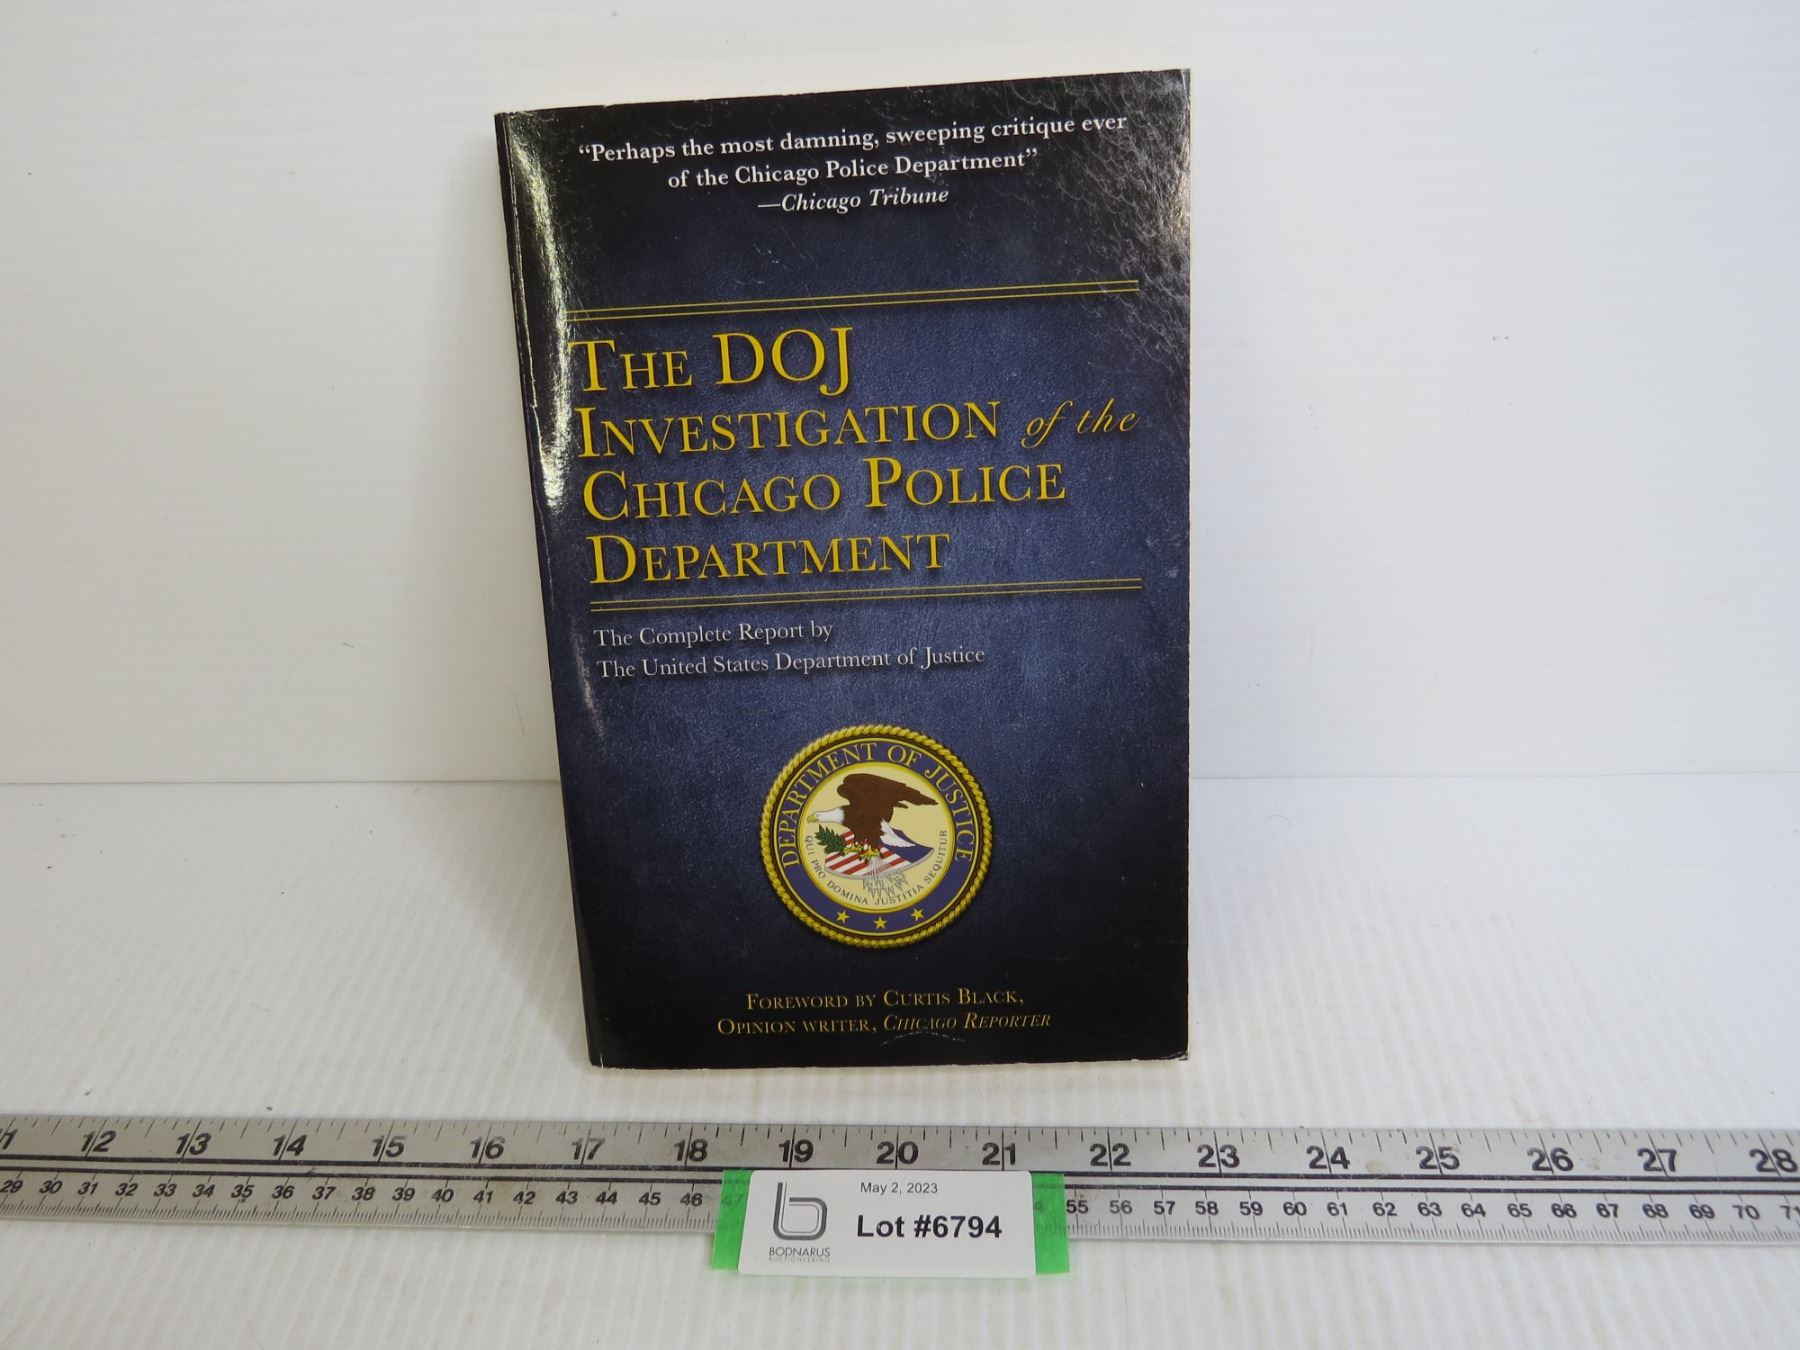 “Perhaps the most damning, sweeping critique ever
of the Chicago Police Department”
—Chicago Tribune
THE DOJ
INVESTIGATION of the
CHICAGO POLICE
DEPARTMENT
The Complete Report by
The United States Department of Justice
DEPARTMENT OF JUSTICE
QUI PRO DOMINA JUSTITIA SEQUITUR
FOREWORD BY CURTIS BLACK,
OPINION WRITER, CHICAGO REPORTER
11 12 13 14 15 16 17 18 19 20 21 22 23 24 25 26 27 28
29 30 31 32 33 34 35 36 37 38 39 40 41 42 43 44 45 46 47 55 56 57 58 59 60 61 62 63 64 65 66 67 68 69 70 71
May 2, 2023
Lot #6794
BODNARUS
AUCTIONEERING